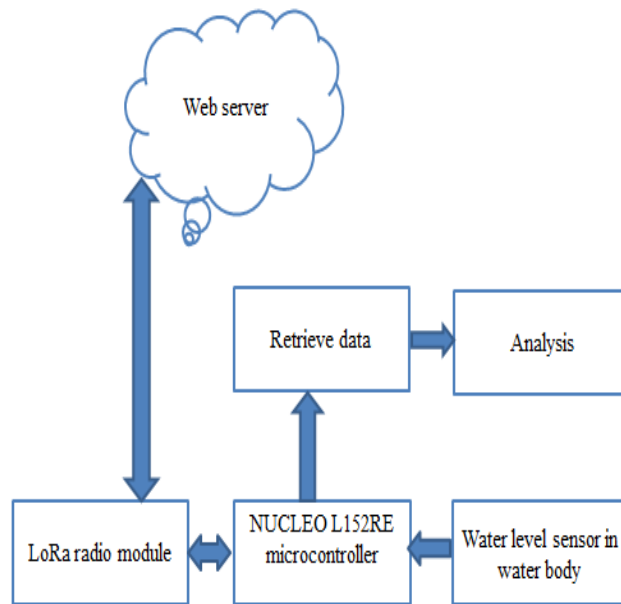 Web server
Retrieve data
Analysis
LoRa radio module
NUCLEO L152RE
microcontroller
Water level sensor in
water body